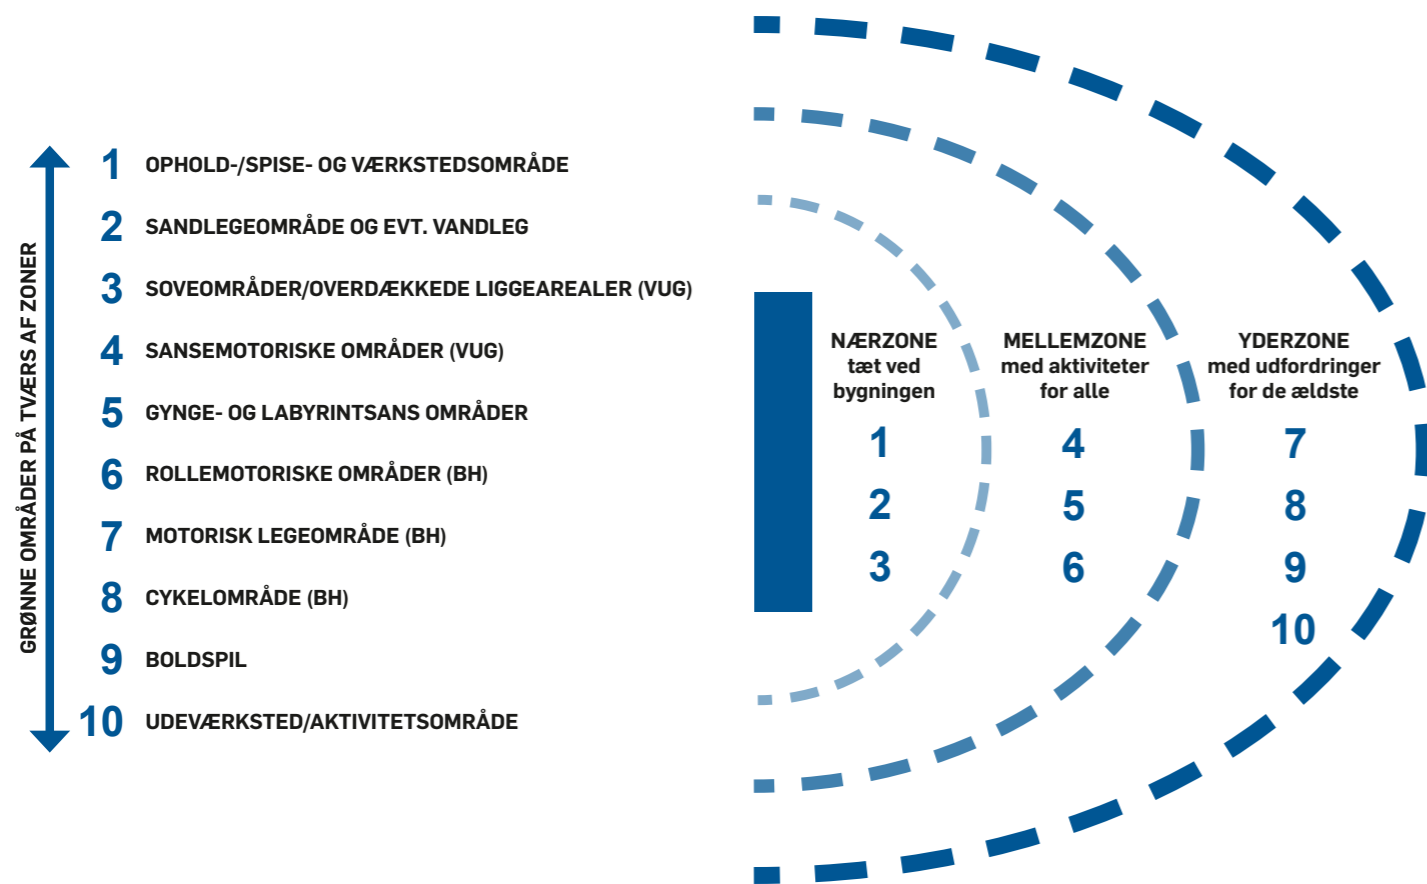 GRØNNE OMRÅDER PÅ TVÆRS AF ZONER
1 OPHOLD-/SPISE- OG VÆRKSTEDSOMRÅDE
2 SANDLEGEOMRÅDE OG EVT. VANDLEG
3 SOVEOMRÅDER/OVERDÆKKEDE LIGGEAREALER (VUG)
4 SANSEMOTORISKE OMRÅDER (VUG)
5 GYNGE- OG LABYRINTSANS OMRÅDER
6 ROLLEMOTORISKE OMRÅDER (BH)
7 MOTORISK LEGEOMRÅDE (BH)
8 CYKELOMRÅDE (BH)
9 BOLDSPIL
10 UDEVÆRKSTED/AKTIVITETSOMRÅDE
NÆRZONE
tæt ved
bygningen
1
2
3
MELLEMZONE
med aktiviteter
for alle
4
5
6
YDERZONE
med udfordringer
for de ældste
7
8
9
10